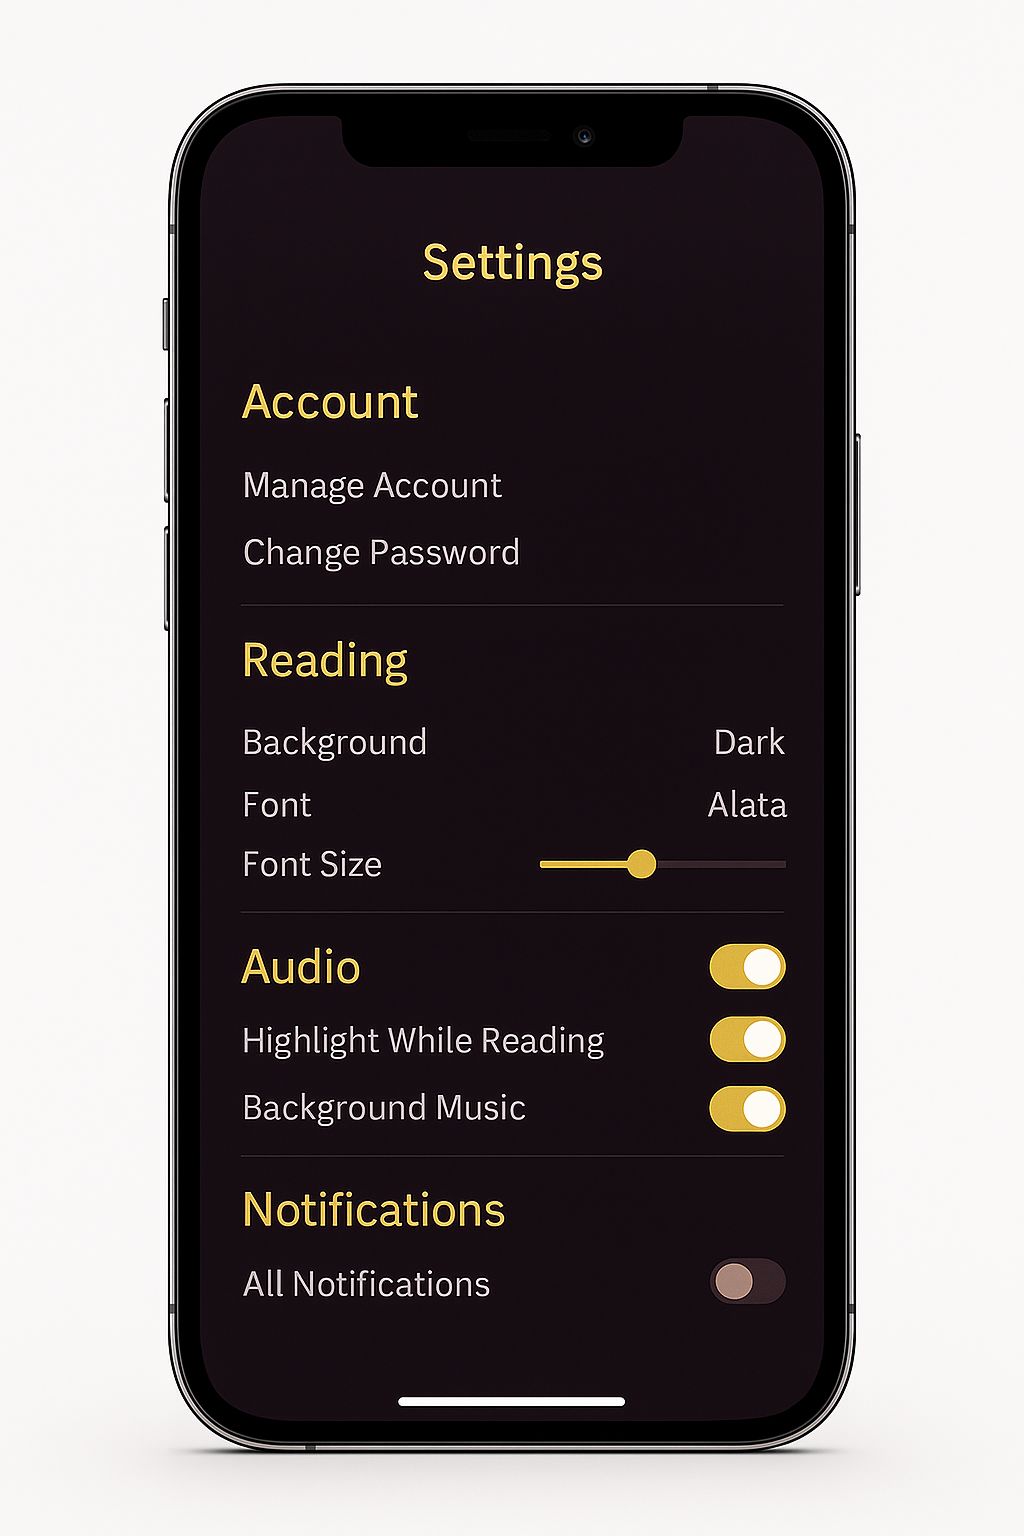 Settings
Account
Manage Account
Change Password
Reading
Background Dark
Font Alata
Font Size
Audio
Highlight While Reading
Background Music
Notifications
All Notifications